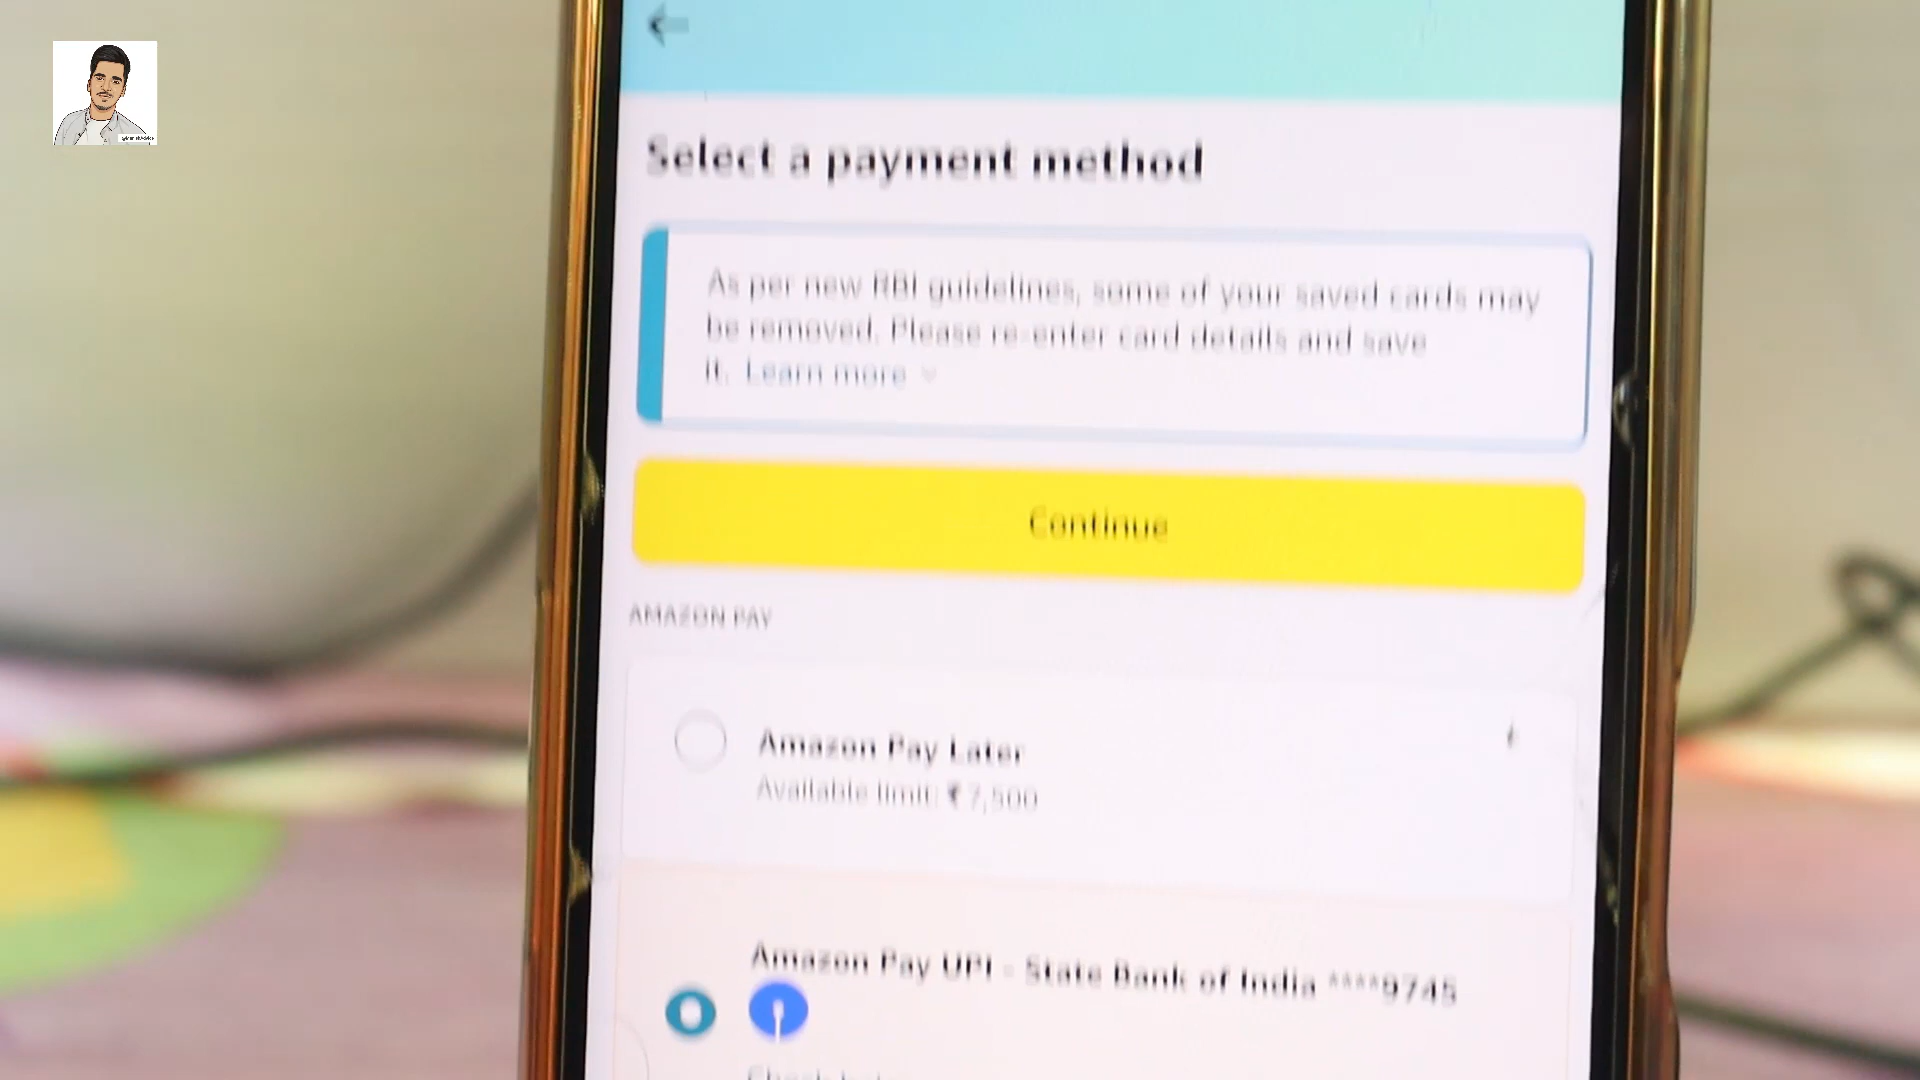 Select a payment method
As per new RBI guidelines, some of your saved cards may
be removed. Please re-enter card details and save
it. Learn more
Continue
AMAZON PAY
Amazon Pay Later
Available limit: ₹7,500
Amazon Pay UPI - State Bank of India ****9745